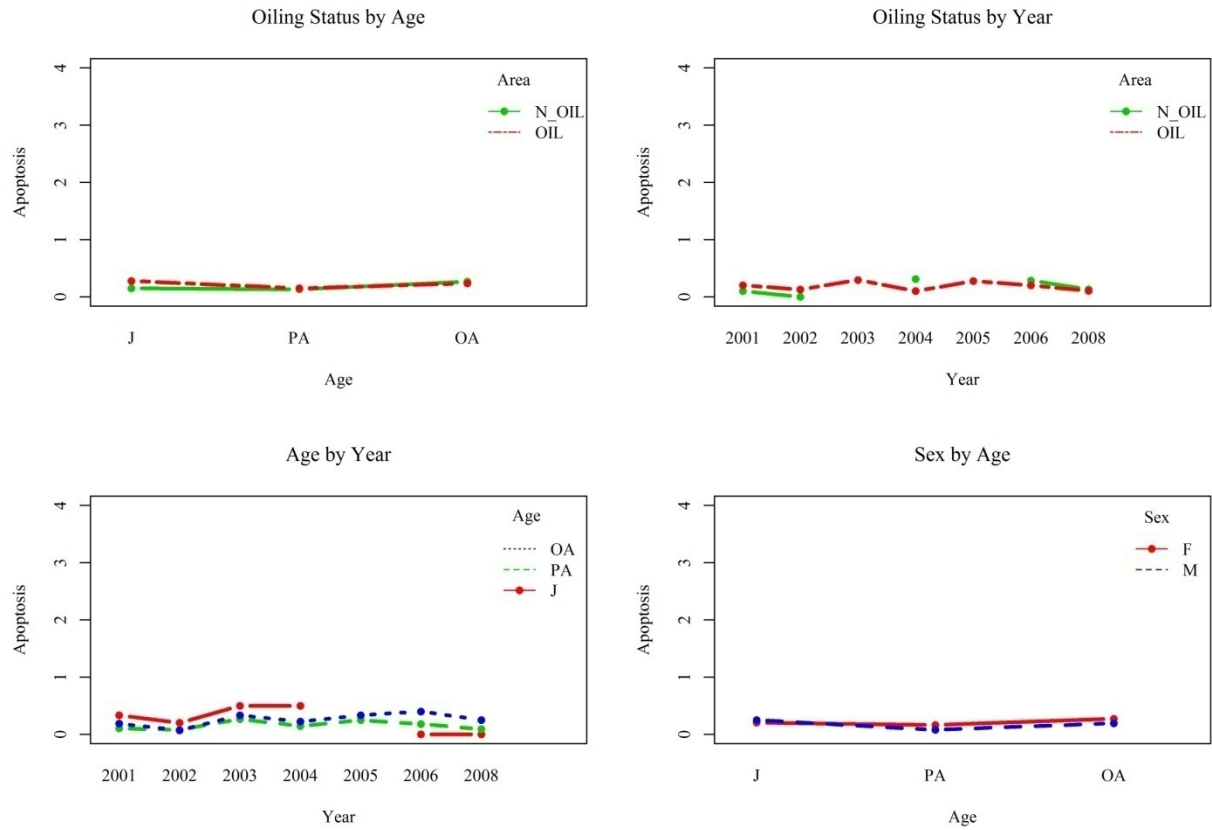 Oiling Status by Age
Apoptosis
4
3
2
1
0
Area
N_OIL
OIL
J PA OA
Age
Oiling Status by Year
Apoptosis
4
3
2
1
0
Area
N_OIL
OIL
2001 2002 2003 2004 2005 2006 2008
Year
Age by Year
Apoptosis
4
3
2
1
0
Age
OA
PA
J
2001 2002 2003 2004 2005 2006 2008
Year
Sex by Age
Apoptosis
4
3
2
1
0
Sex
F
M
J PA OA
Age